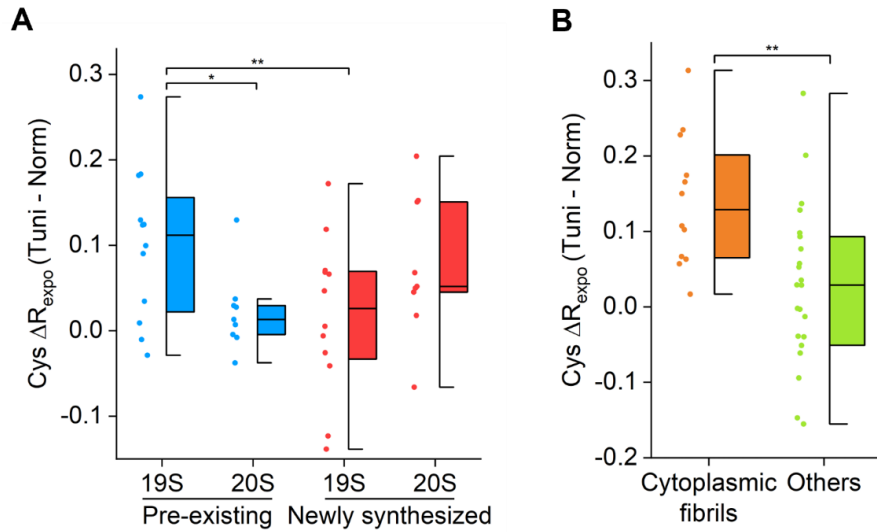 A
Cys ΔR_expo (Tuni - Norm)
0.3
0.2
0.1
0.0
-0.1
**
*
19S 20S 19S 20S
Pre-existing Newly synthesized
B
Cys ΔR_expo (Tuni - Norm)
0.3
0.2
0.1
0.0
-0.1
-0.2
**
Cytoplasmic Others
fibrils